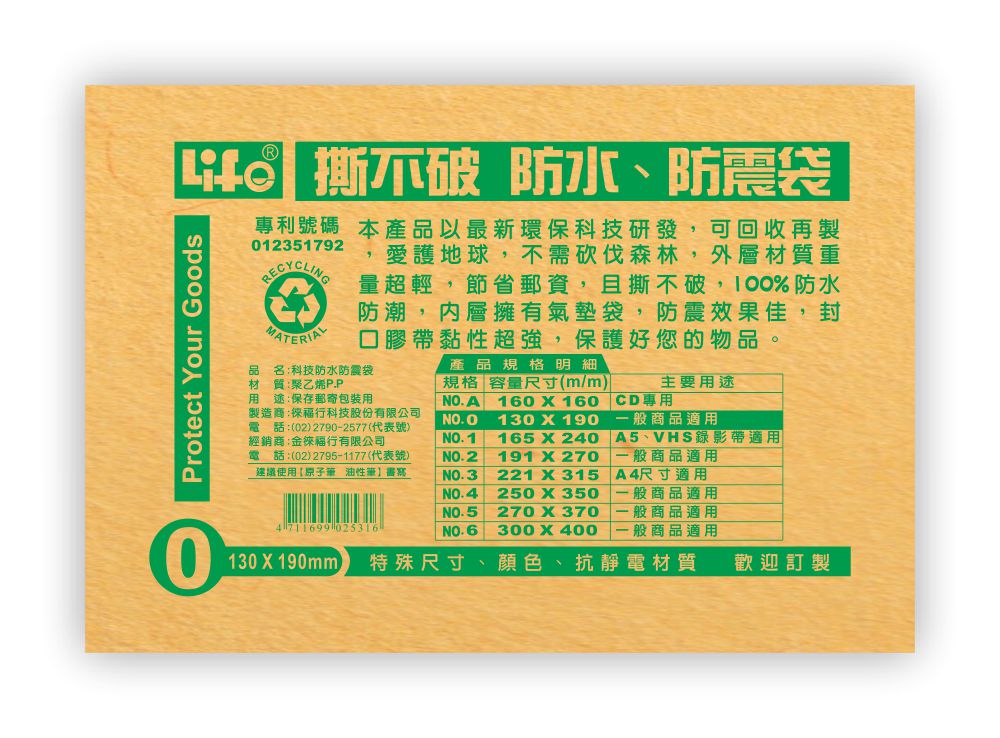 Life® 撕不破 防水、防震袋
Protect Your Goods
專利號碼
012351792
RECYCLING
MATERIAL
本產品以最新環保科技研發，可回收再製
，愛護地球，不需砍伐森林，外層材質重
量超輕，節省郵資，且撕不破，100%防水
防潮，內層擁有氣墊袋，防震效果佳，封
口膠帶黏性超強，保護好您的物品。
品　名:科技防水防震袋
材　質:聚乙烯P.P
用　途:保存郵寄包裝用
製造商:徠福行科技股份有限公司
電　話:(02)2790-2577(代表號)
經銷商:金徠福行有限公司
電　話:(02)2795-1177(代表號)
建議使用【原子筆　油性筆】書寫
4 711699 025316
產品規格明細
規格 容量尺寸(m/m) 主要用途
NO.A 160 X 160 CD專用
NO.0 130 X 190 一般商品適用
NO.1 165 X 240 A5、VHS錄影帶適用
NO.2 191 X 270 一般商品適用
NO.3 221 X 315 A4尺寸適用
NO.4 250 X 350 一般商品適用
NO.5 270 X 370 一般商品適用
NO.6 300 X 400 一般商品適用
0 130 X 190mm 特殊尺寸、顏色、抗靜電材質 歡迎訂製